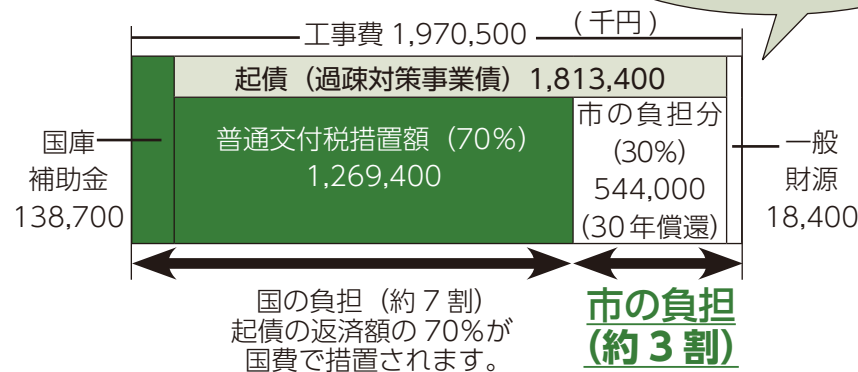 工事費 1,970,500 (千円)
起債(過疎対策事業債)1,813,400
国庫
補助金
138,700
普通交付税措置額(70%)
1,269,400
市の負担分
(30%)
544,000
(30年償還)
一般
財源
18,400
国の負担(約7割)
起債の返済額の70%が
国費で措置されます。
市の負担
(約3割)